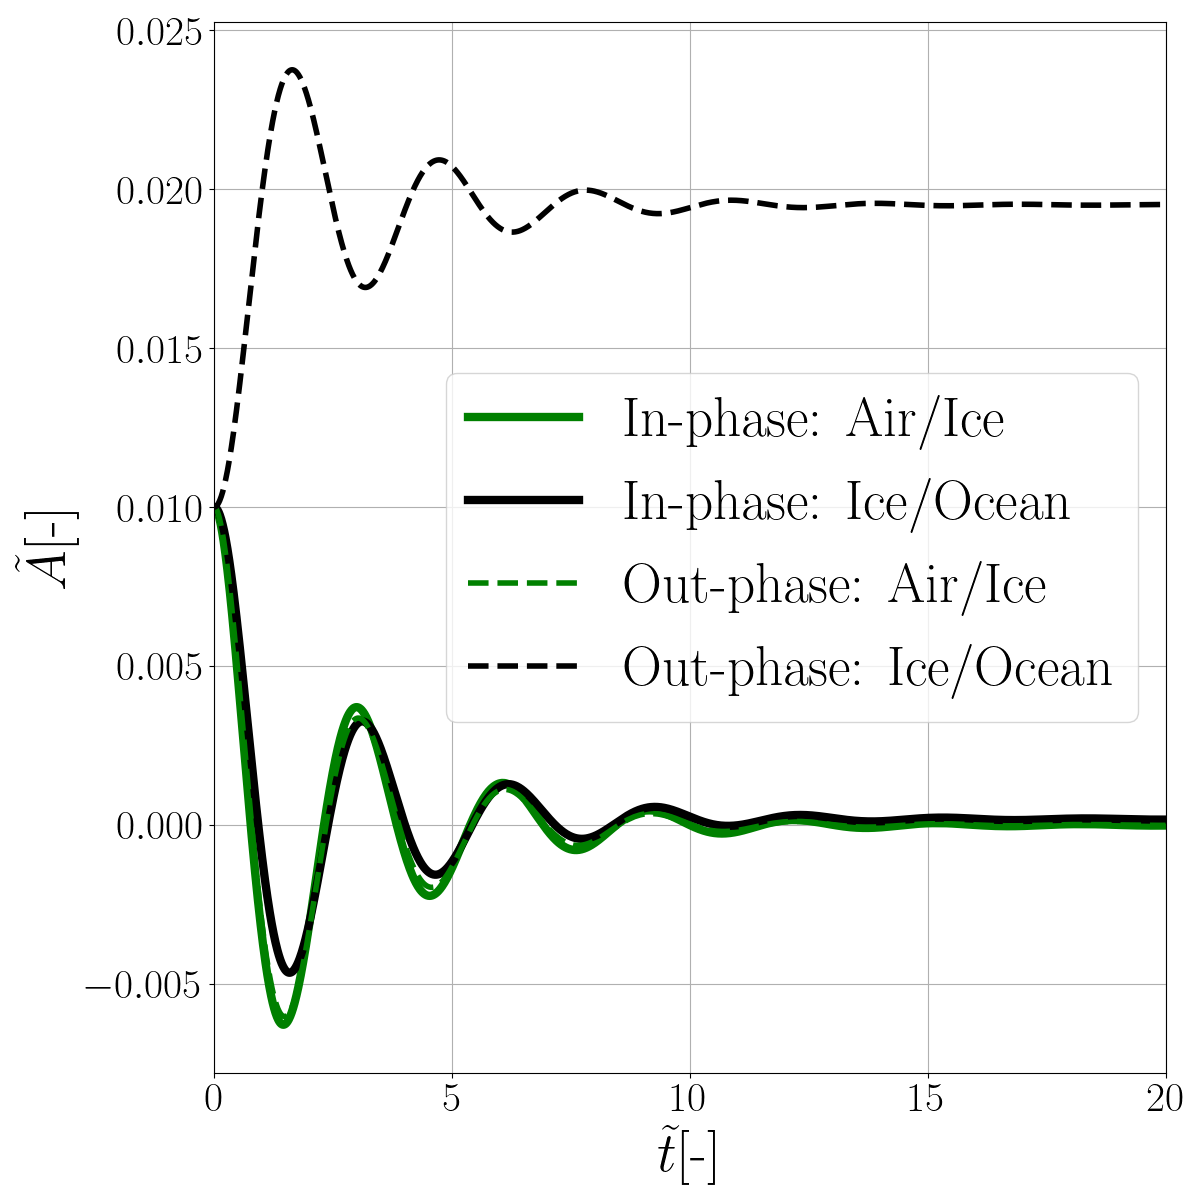 0.025
0.020
0.015
0.010
0.005
0.000
−0.005
0
5
10
15
20
Ã[-]
t̃[-]
In-phase: Air/Ice
In-phase: Ice/Ocean
Out-phase: Air/Ice
Out-phase: Ice/Ocean